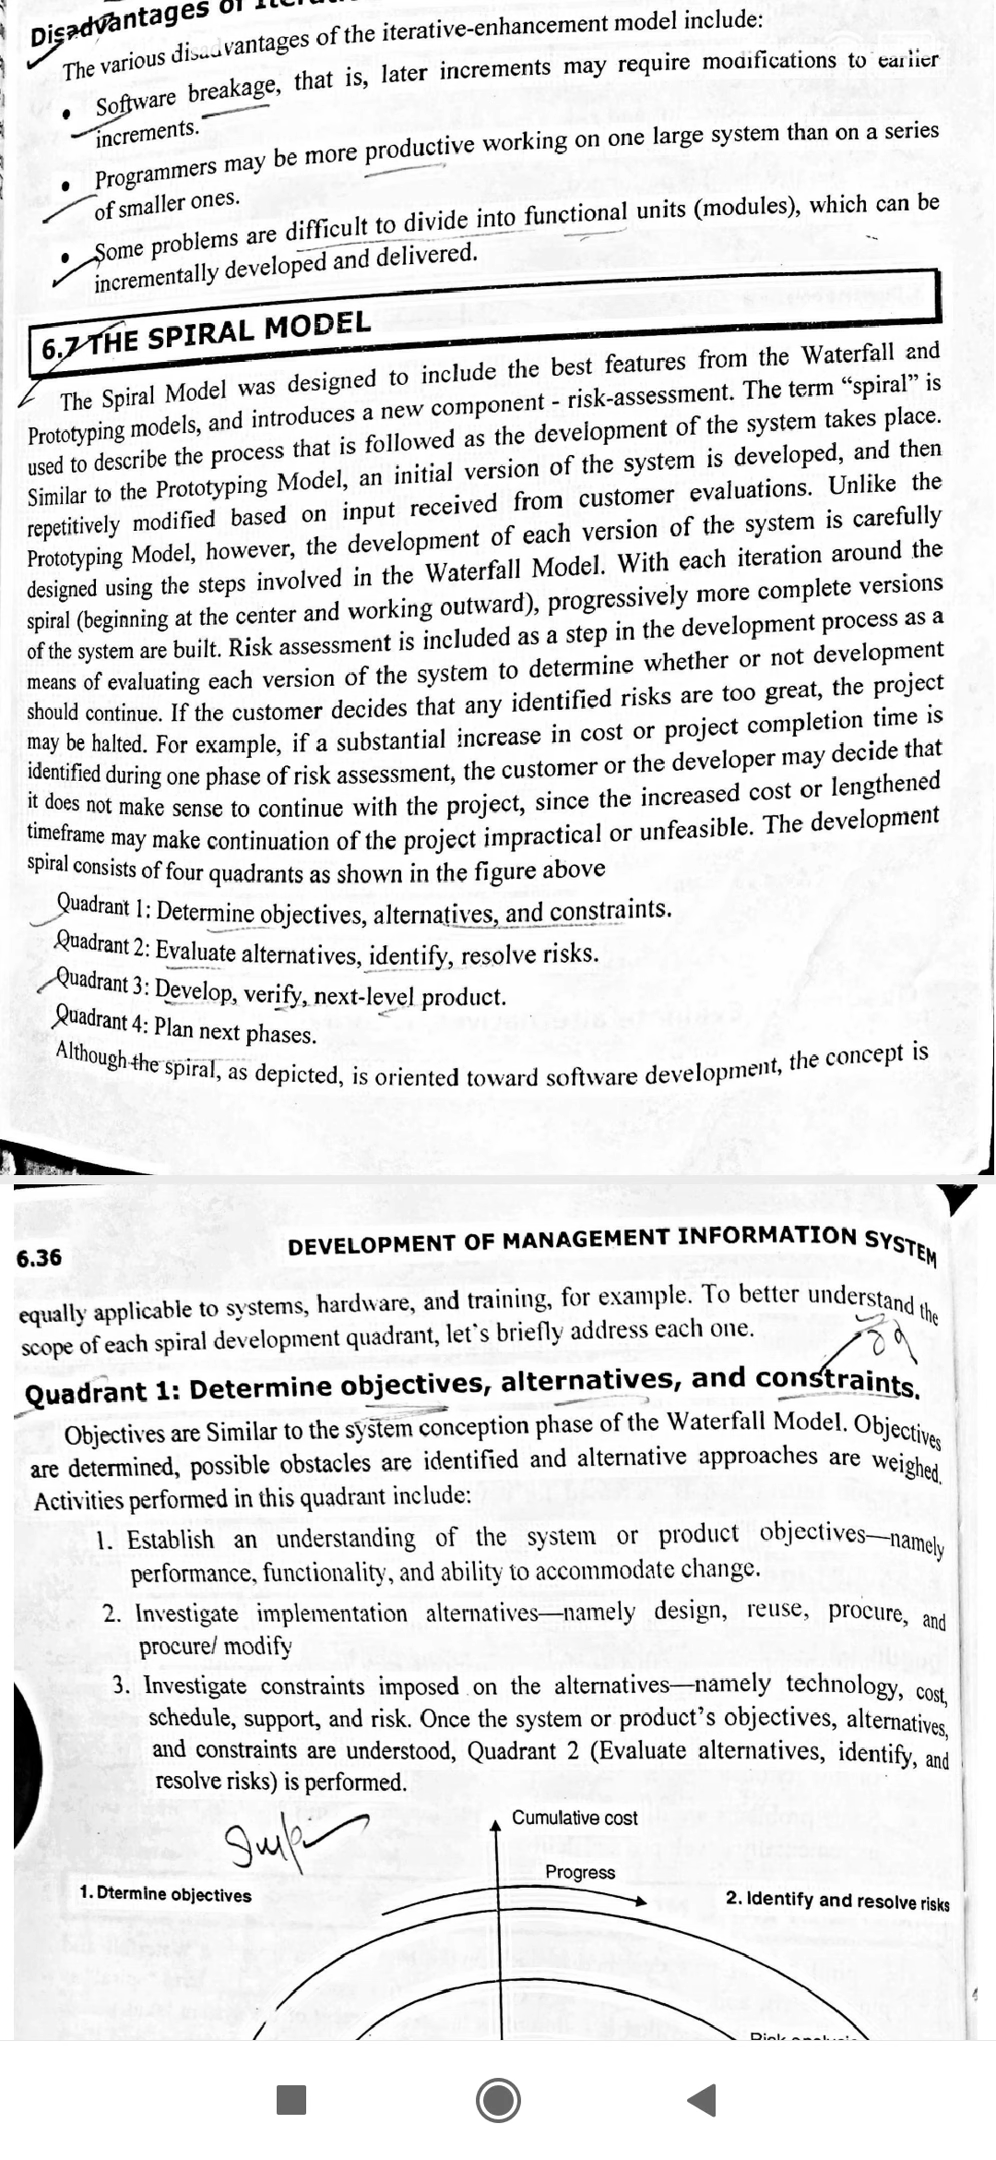 Disadvantages of
The various disadvantages of the iterative-enhancement model include:
• Software breakage, that is, later increments may require modifications to earlier
increments.
• Programmers may be more productive working on one large system than on a series
of smaller ones.
• Some problems are difficult to divide into functional units (modules), which can be
incrementally developed and delivered.
6.7 THE SPIRAL MODEL
The Spiral Model was designed to include the best features from the Waterfall and
Prototyping models, and introduces a new component - risk-assessment. The term “spiral” is
used to describe the process that is followed as the development of the system takes place.
Similar to the Prototyping Model, an initial version of the system is developed, and then
repetitively modified based on input received from customer evaluations. Unlike the
Prototyping Model, however, the development of each version of the system is carefully
designed using the steps involved in the Waterfall Model. With each iteration around the
spiral (beginning at the center and working outward), progressively more complete versions
of the system are built. Risk assessment is included as a step in the development process as a
means of evaluating each version of the system to determine whether or not development
should continue. If the customer decides that any identified risks are too great, the project
may be halted. For example, if a substantial increase in cost or project completion time is
identified during one phase of risk assessment, the customer or the developer may decide that
it does not make sense to continue with the project, since the increased cost or lengthened
timeframe may make continuation of the project impractical or unfeasible. The development
spiral consists of four quadrants as shown in the figure above
Quadrant 1: Determine objectives, alternatives, and constraints.
Quadrant 2: Evaluate alternatives, identify, resolve risks.
Quadrant 3: Develop, verify, next-level product.
Quadrant 4: Plan next phases.
Although the spiral, as depicted, is oriented toward software development, the concept is
6.36 DEVELOPMENT OF MANAGEMENT INFORMATION SYSTEM
equally applicable to systems, hardware, and training, for example. To better understand the
scope of each spiral development quadrant, let's briefly address each one.
Quadrant 1: Determine objectives, alternatives, and constraints.
Objectives are Similar to the system conception phase of the Waterfall Model. Objectives
are determined, possible obstacles are identified and alternative approaches are weighed.
Activities performed in this quadrant include:
1. Establish an understanding of the system or product objectives—namely
performance, functionality, and ability to accommodate change.
2. Investigate implementation alternatives—namely design, reuse, procure, and
procure/ modify
3. Investigate constraints imposed on the alternatives—namely technology, cost,
schedule, support, and risk. Once the system or product's objectives, alternatives,
and constraints are understood, Quadrant 2 (Evaluate alternatives, identify, and
resolve risks) is performed.
Cumulative cost
Progress
1. Dtermine objectives
2. Identify and resolve risks